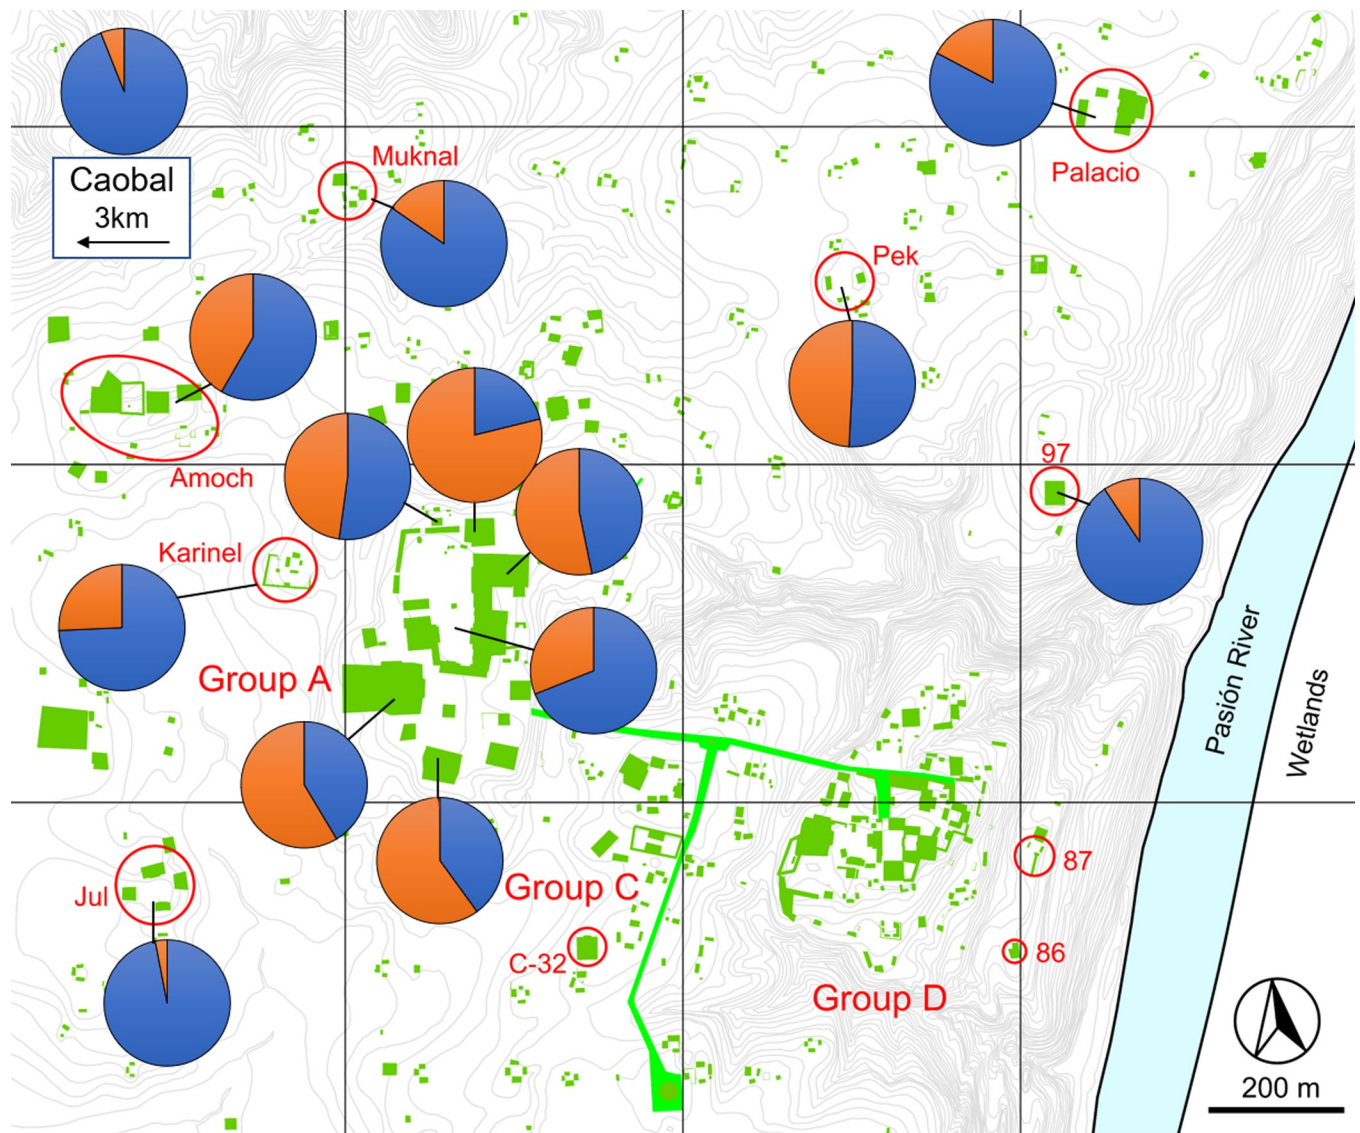 Caobal
3km
Muknal
Palacio
Pek
Amoch
97
Karinel
Group A
Pasión River
Wetlands
Jul
Group C
87
C-32
86
Group D
200 m